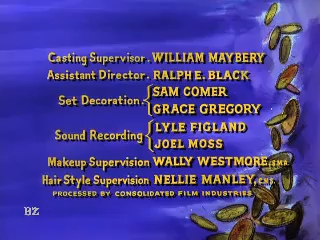 Casting Supervisor. WILLIAM MAYBERY
Assistant Director. RALPH E. BLACK
Set Decoration. { SAM COMER
GRACE GREGORY
Sound Recording { LYLE FIGLAND
JOEL MOSS
Makeup Supervision WALLY WESTMORE, S.M.A.
Hair Style Supervision NELLIE MANLEY, C.H.S.
PROCESSED BY CONSOLIDATED FILM INDUSTRIES
BZ